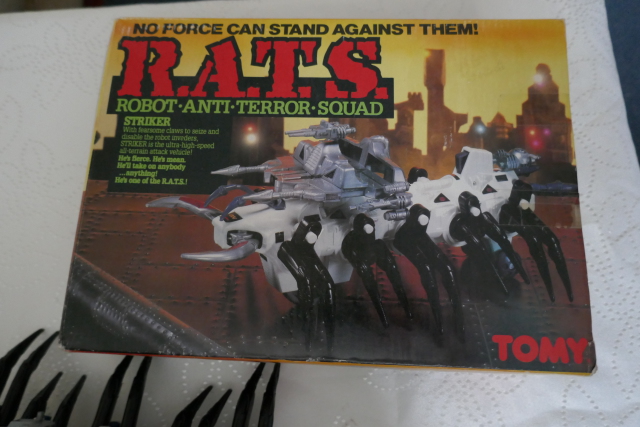 NO FORCE CAN STAND AGAINST THEM!
R.A.T.S.
ROBOT·ANTI·TERROR·SQUAD
STRIKER
With fearsome claws to seize and
disable the robot invaders,
STRIKER is the ultra-high-speed
all-terrain attack vehicle!
He's fierce. He's mean.
He'll take on anybody
...anything!
He's one of the R.A.T.S.!
TOMY